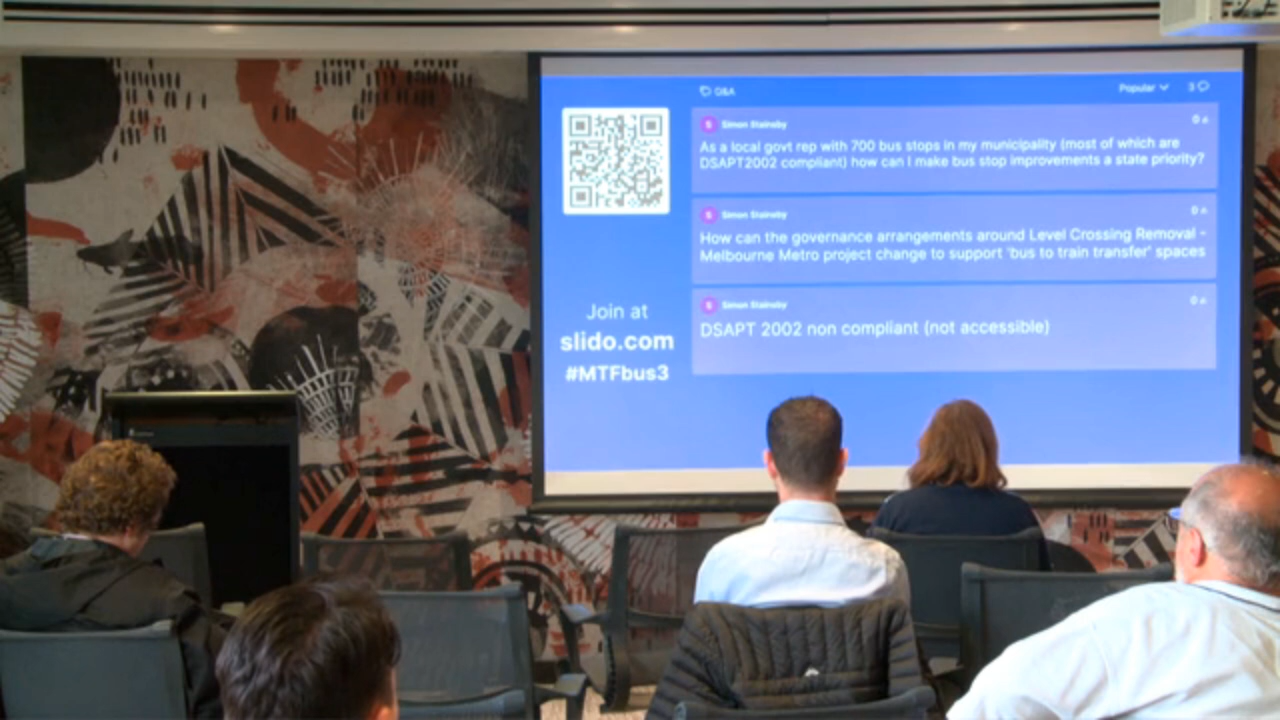 Q&A
Popular
3
S
Simon Stainsby
0
As a local govt rep with 700 bus stops in my municipality (most of which are
DSAPT2002 compliant) how can I make bus stop improvements a state priority?
S
Simon Stainsby
0
How can the governance arrangements around Level Crossing Removal -
Melbourne Metro project change to support 'bus to train transfer' spaces
S
Simon Stainsby
0
DSAPT 2002 non compliant (not accessible)
Join at
slido.com
#MTFbus3